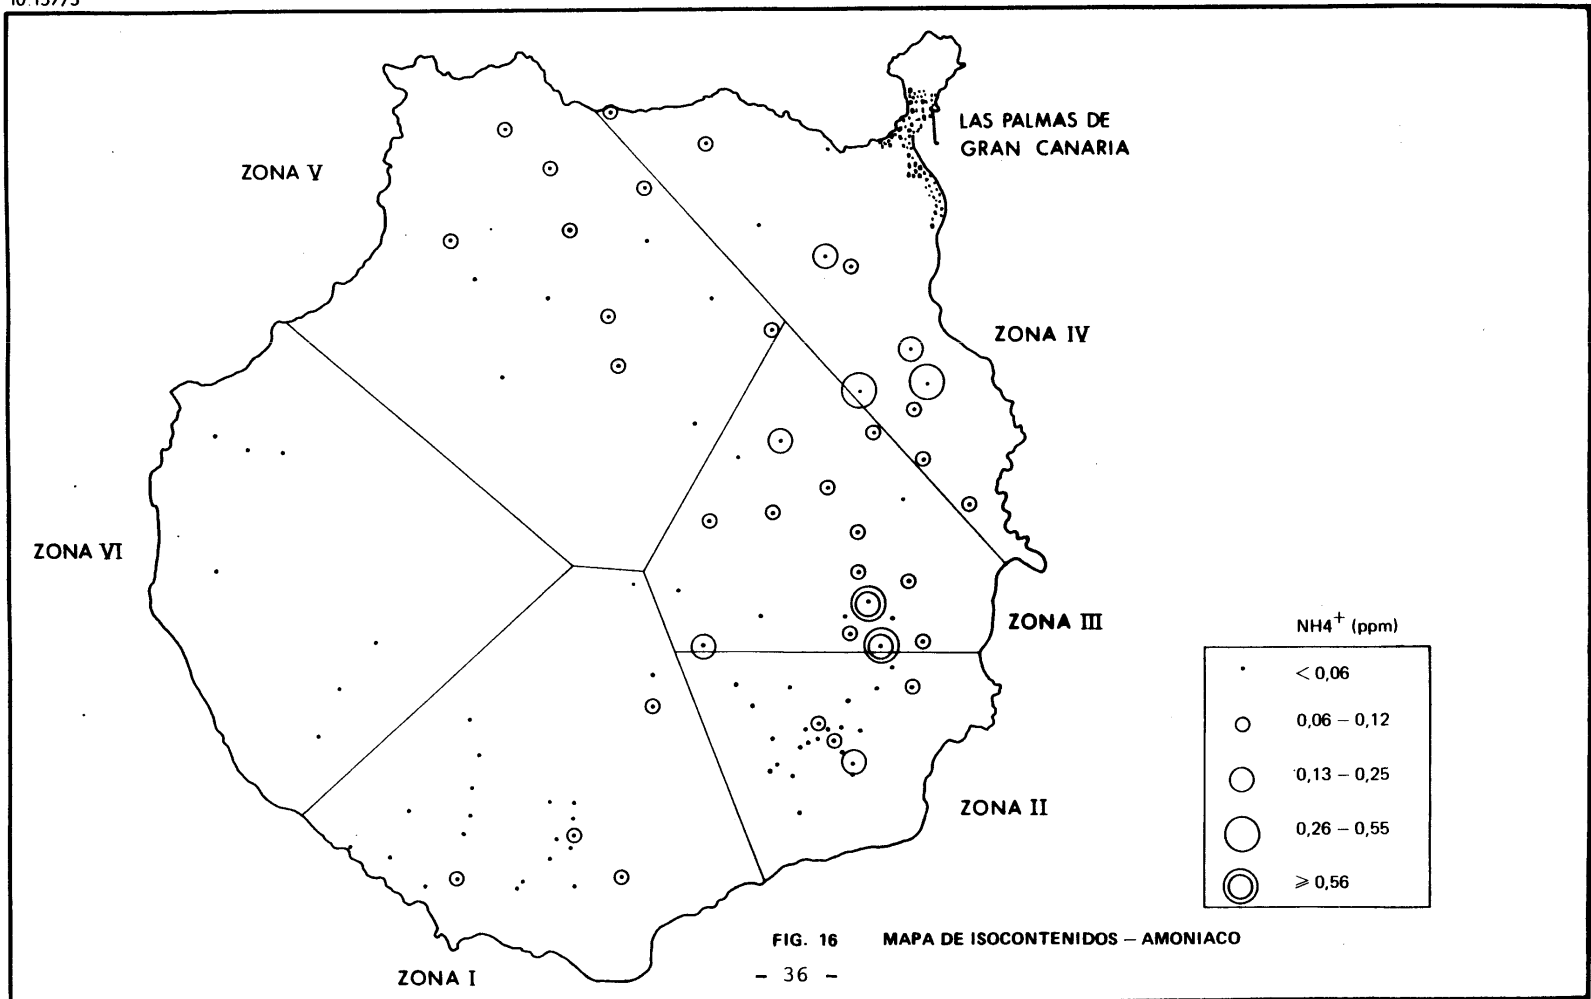 LAS PALMAS DE
GRAN CANARIA
ZONA V
ZONA IV
ZONA VI
ZONA III
NH4+ (ppm)
< 0,06
0,06 – 0,12
0,13 – 0,25
0,26 – 0,55
⩾ 0,56
ZONA II
FIG. 16 MAPA DE ISOCONTENIDOS – AMONIACO
ZONA I
– 36 –